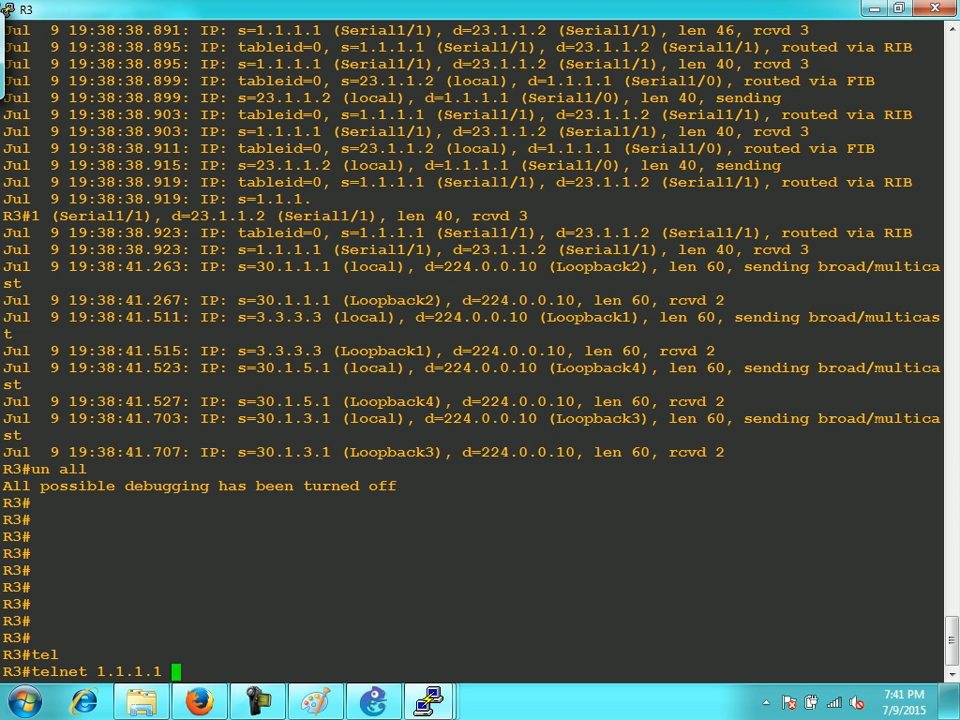 R3
Jul  9 19:38:38.891: IP: s=1.1.1.1 (Serial1/1), d=23.1.1.2 (Serial1/1), len 46, rcvd 3
Jul  9 19:38:38.895: IP: tableid=0, s=1.1.1.1 (Serial1/1), d=23.1.1.2 (Serial1/1), routed via RIB
Jul  9 19:38:38.895: IP: s=1.1.1.1 (Serial1/1), d=23.1.1.2 (Serial1/1), len 40, rcvd 3
Jul  9 19:38:38.899: IP: tableid=0, s=23.1.1.2 (local), d=1.1.1.1 (Serial1/0), routed via FIB
Jul  9 19:38:38.899: IP: s=23.1.1.2 (local), d=1.1.1.1 (Serial1/0), len 40, sending
Jul  9 19:38:38.903: IP: tableid=0, s=1.1.1.1 (Serial1/1), d=23.1.1.2 (Serial1/1), routed via RIB
Jul  9 19:38:38.903: IP: s=1.1.1.1 (Serial1/1), d=23.1.1.2 (Serial1/1), len 40, rcvd 3
Jul  9 19:38:38.911: IP: tableid=0, s=23.1.1.2 (local), d=1.1.1.1 (Serial1/0), routed via FIB
Jul  9 19:38:38.915: IP: s=23.1.1.2 (local), d=1.1.1.1 (Serial1/0), len 40, sending
Jul  9 19:38:38.919: IP: tableid=0, s=1.1.1.1 (Serial1/1), d=23.1.1.2 (Serial1/1), routed via RIB
Jul  9 19:38:38.919: IP: s=1.1.1.
R3#1 (Serial1/1), d=23.1.1.2 (Serial1/1), len 40, rcvd 3
Jul  9 19:38:38.923: IP: tableid=0, s=1.1.1.1 (Serial1/1), d=23.1.1.2 (Serial1/1), routed via RIB
Jul  9 19:38:38.923: IP: s=1.1.1.1 (Serial1/1), d=23.1.1.2 (Serial1/1), len 40, rcvd 3
Jul  9 19:38:41.263: IP: s=30.1.1.1 (local), d=224.0.0.10 (Loopback2), len 60, sending broad/multica
st
Jul  9 19:38:41.267: IP: s=30.1.1.1 (Loopback2), d=224.0.0.10, len 60, rcvd 2
Jul  9 19:38:41.511: IP: s=3.3.3.3 (local), d=224.0.0.10 (Loopback1), len 60, sending broad/multicas
t
Jul  9 19:38:41.515: IP: s=3.3.3.3 (Loopback1), d=224.0.0.10, len 60, rcvd 2
Jul  9 19:38:41.523: IP: s=30.1.5.1 (local), d=224.0.0.10 (Loopback4), len 60, sending broad/multica
st
Jul  9 19:38:41.527: IP: s=30.1.5.1 (Loopback4), d=224.0.0.10, len 60, rcvd 2
Jul  9 19:38:41.703: IP: s=30.1.3.1 (local), d=224.0.0.10 (Loopback3), len 60, sending broad/multica
st
Jul  9 19:38:41.707: IP: s=30.1.3.1 (Loopback3), d=224.0.0.10, len 60, rcvd 2
R3#un all
All possible debugging has been turned off
R3#
R3#
R3#
R3#
R3#
R3#
R3#
R3#
R3#
R3#tel
R3#telnet 1.1.1.1
7:41 PM
7/9/2015